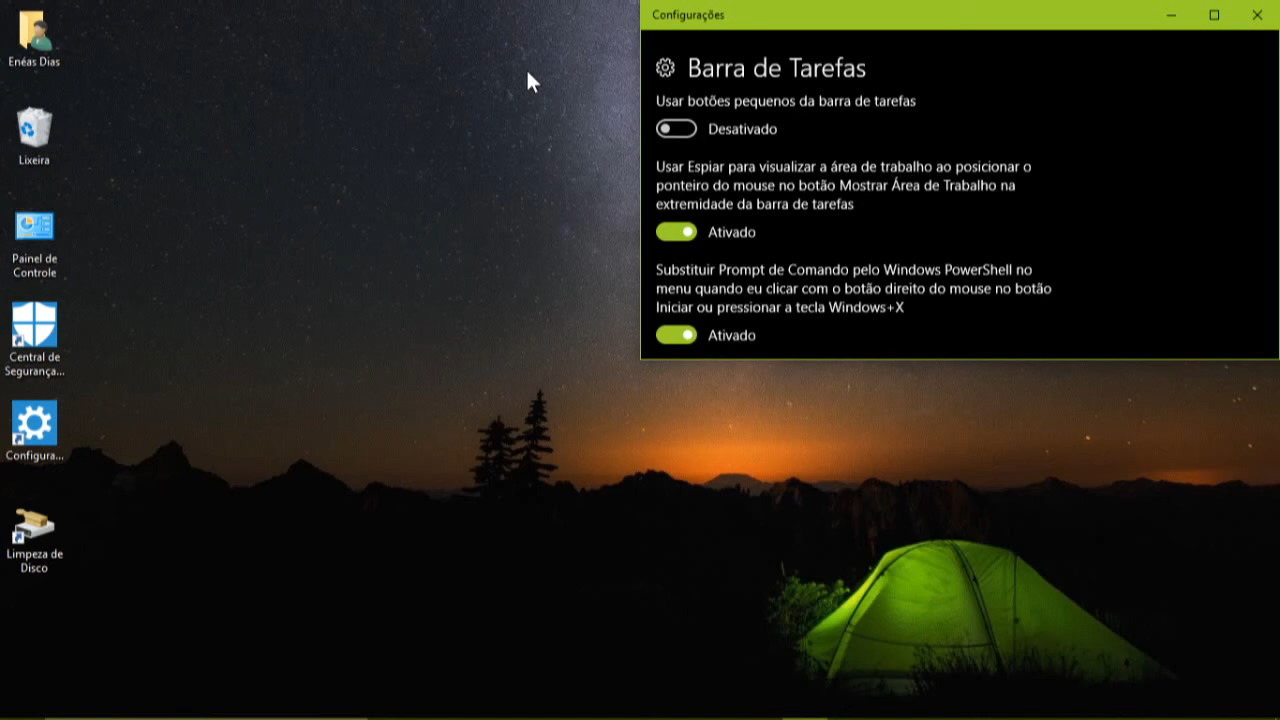 Enéas Dias
Lixeira
Painel de
Controle
Central de
Segurança...
Configura...
Limpeza de
Disco
Configurações
Barra de Tarefas
Usar botões pequenos da barra de tarefas
Desativado
Usar Espiar para visualizar a área de trabalho ao posicionar o
ponteiro do mouse no botão Mostrar Área de Trabalho na
extremidade da barra de tarefas
Ativado
Substituir Prompt de Comando pelo Windows PowerShell no
menu quando eu clicar com o botão direito do mouse no botão
Iniciar ou pressionar a tecla Windows+X
Ativado